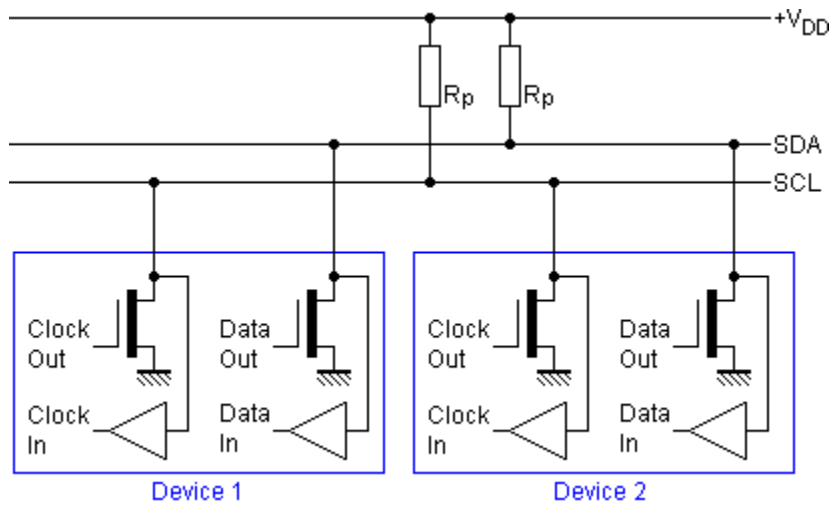 +VDD
Rp Rp
SDA
SCL
Clock Out
Data Out
Clock Out
Data Out
Clock In
Data In
Clock In
Data In
Device 1
Device 2